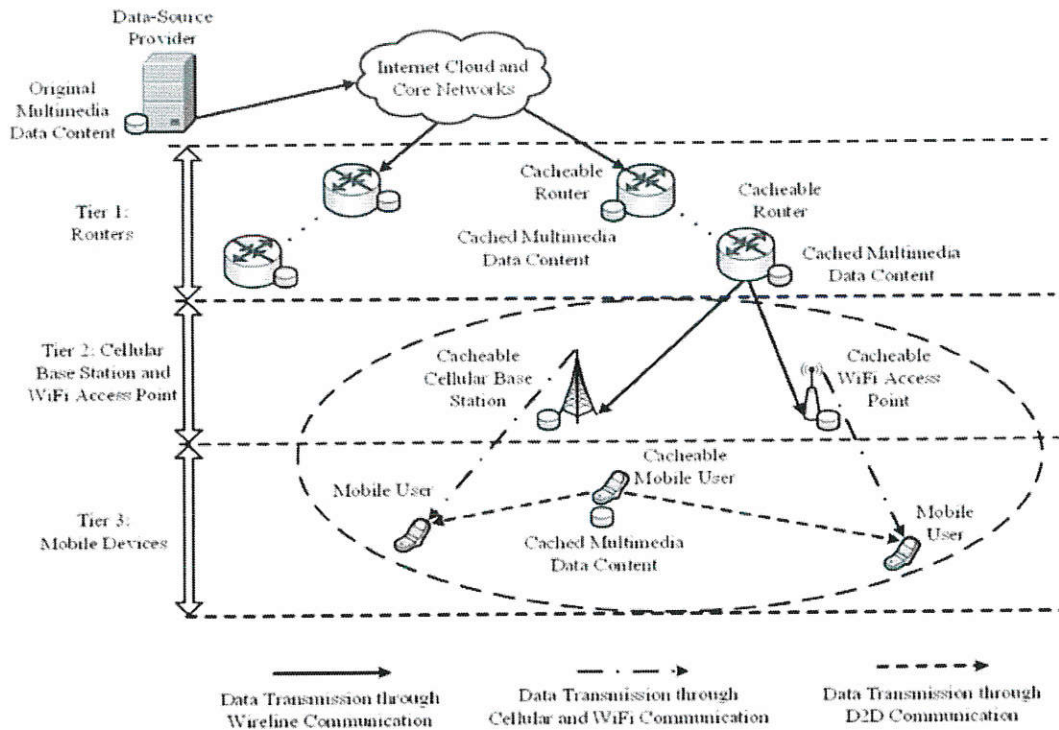 Data-Source
Provider
Original
Multimedia
Data Content
Internet Cloud and
Core Networks
Tier 1:
Routers
Cacheable
Router
Cacheable
Router
Cached Multimedia
Data Content
Cached Multimedia
Data Content
Tier 2: Cellular
Base Station and
WiFi Access Point
Cacheable
Cellular Base
Station
Cacheable
WiFi Access
Point
Tier 3:
Mobile Devices
Mobile User
Cacheable
Mobile User
Cached Multimedia
Data Content
Mobile
User
Data Transmission through
Wireline Communication
Data Transmission through
Cellular and WiFi Communication
Data Transmission through
D2D Communication